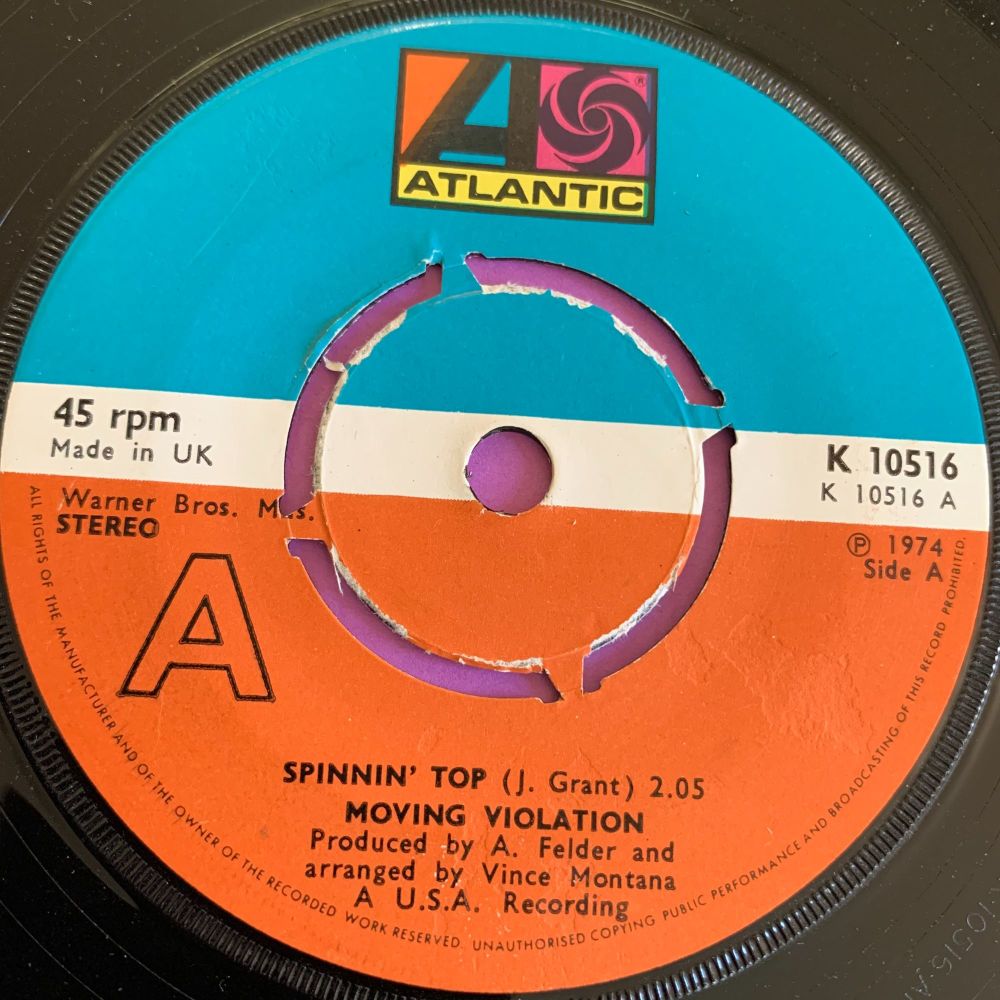 A
ATLANTIC
®
45 rpm
Made in UK
Warner Bros.
STEREO
A
K 10516
K 10516 A
℗ 1974
Side A
SPINNIN' TOP (J. Grant) 2.05
MOVING VIOLATION
Produced by A. Felder and
arranged by Vince Montana
A U.S.A. Recording
ALL RIGHTS OF THE MANUFACTURER AND OF THE OWNER OF THE RECORDED WORK RESERVED. UNAUTHORISED COPYING PUBLIC PERFORMANCE AND BROADCASTING OF THIS RECORD PROHIBITED.